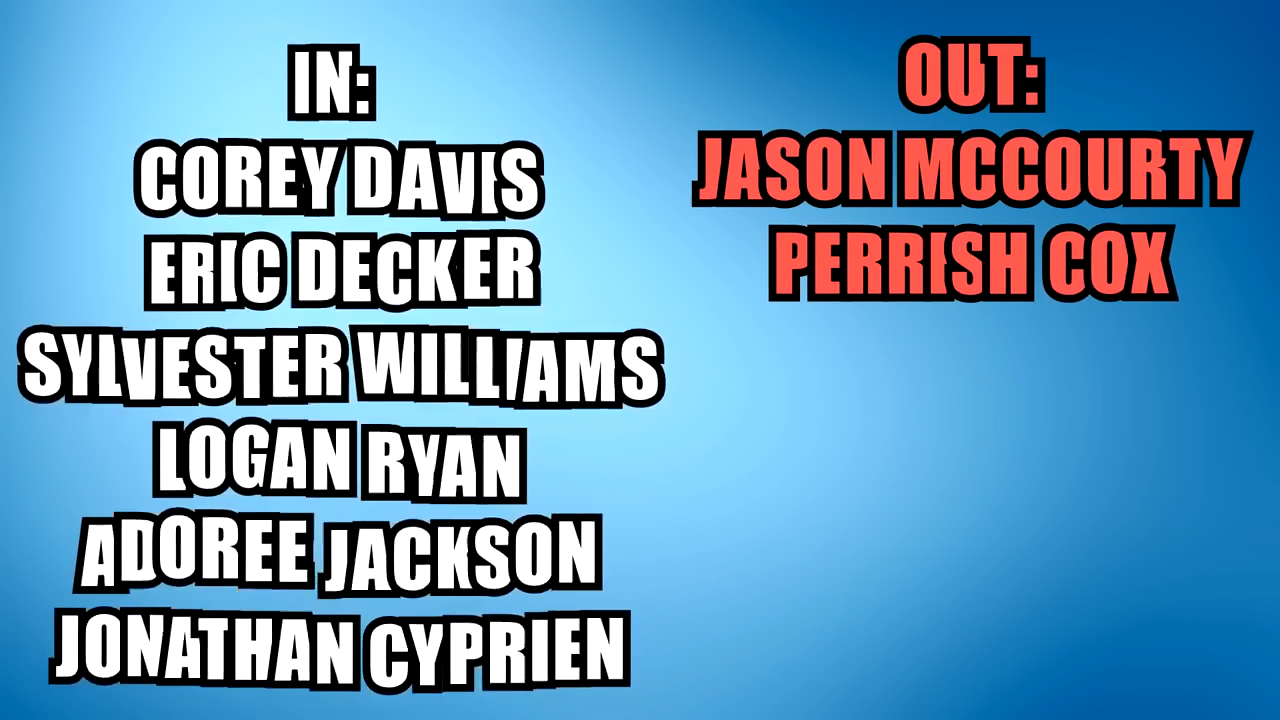 IN:
COREY DAVIS
ERIC DECKER
SYLVESTER WILLIAMS
LOGAN RYAN
ADOREE JACKSON
JONATHAN CYPRIEN
OUT:
JASON MCCOURTY
PERRISH COX